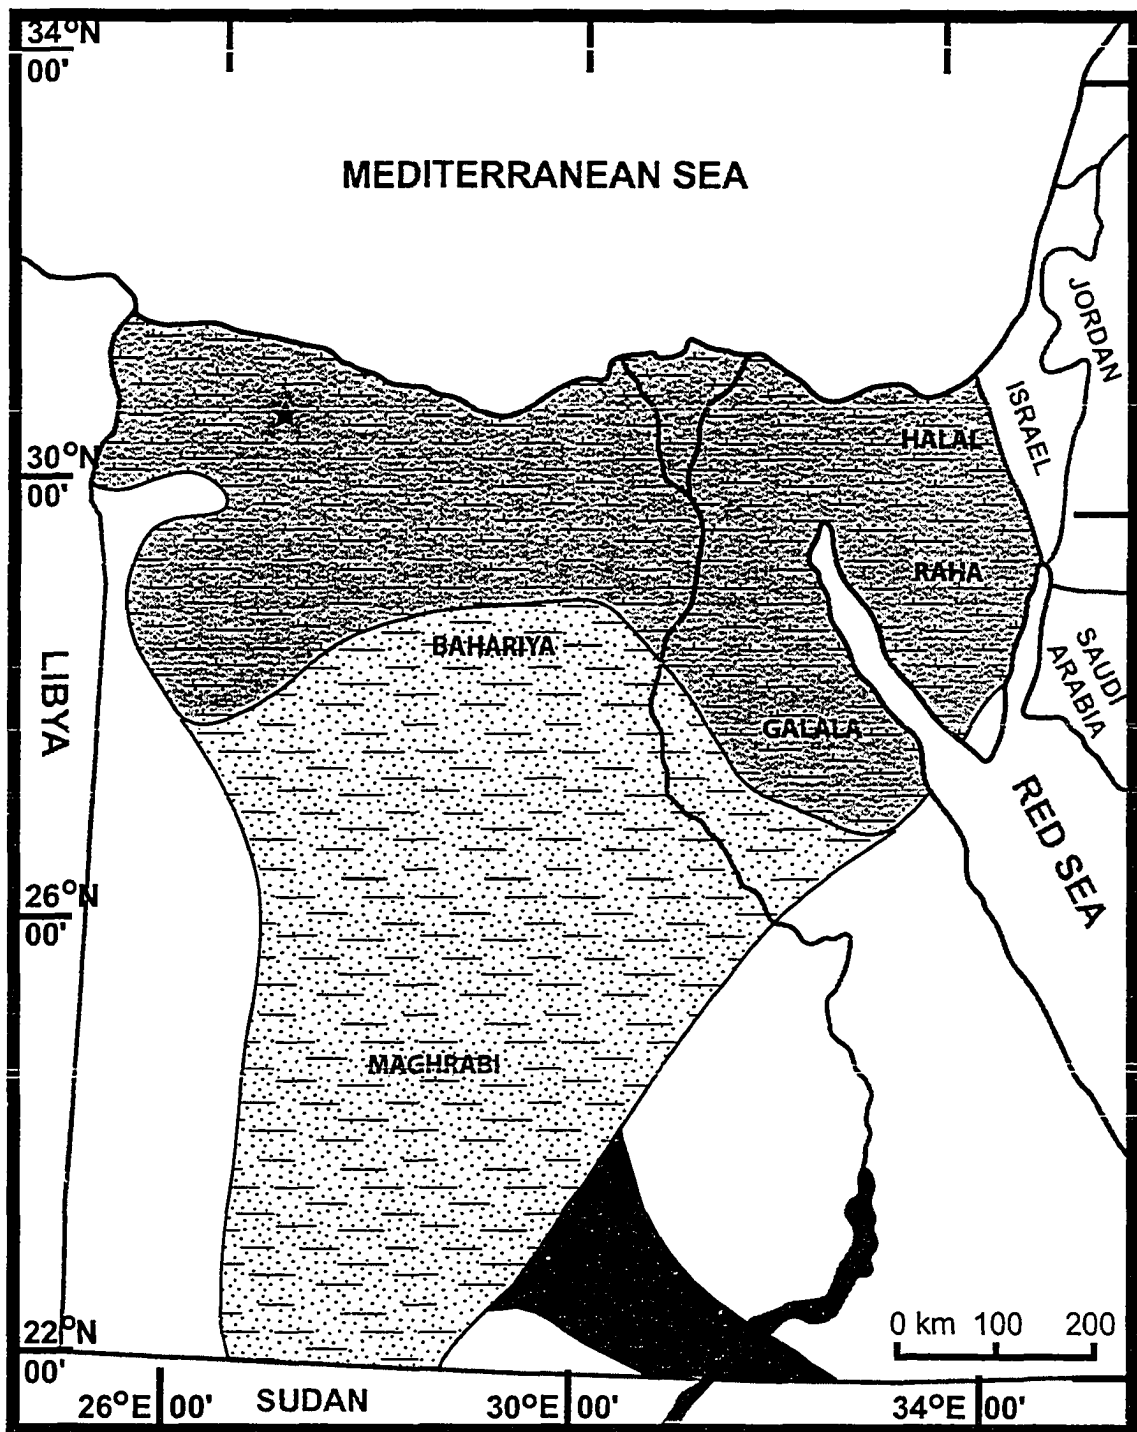 34°N
00'
MEDITERRANEAN SEA
JORDAN
ISRAEL
HALAL
30°N
00'
RAHA
BAHARIYA
SAUDI
ARABIA
LIBYA
GALALA
RED SEA
26°N
00'
MAGHRABI
22°N
00'
0 km 100 200
SUDAN
26°E 00'
30°E 00'
34°E 00'